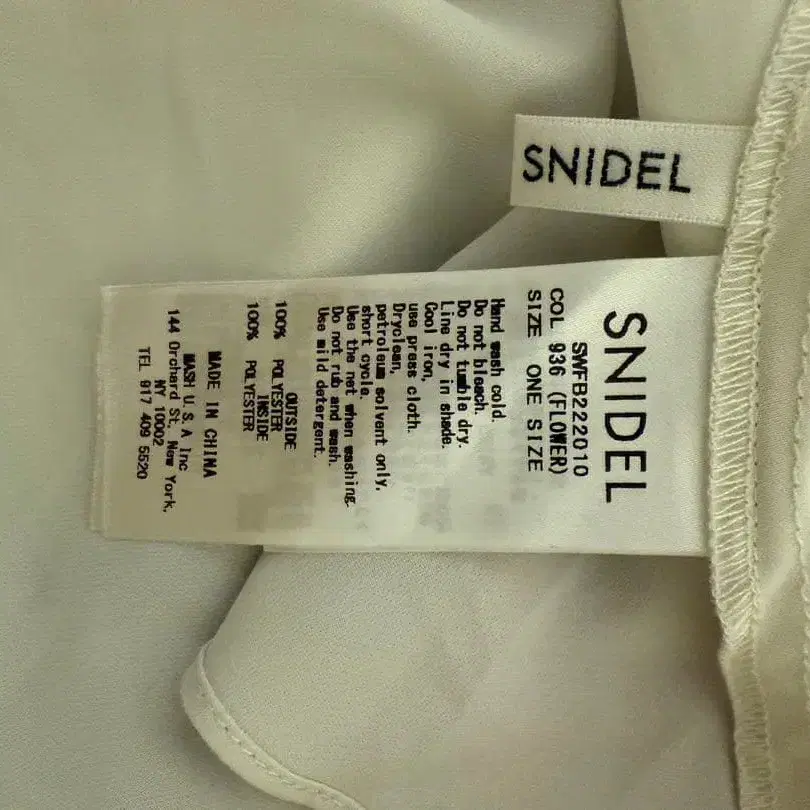 SNIDEL
SNIDEL
SWFB222010
COL 936 (FLOWER)
SIZE ONE SIZE
Hand wash cold.
Do not bleach.
Do not tumble dry.
Line dry in shade.
Cool iron,
use press cloth.
Dryclean,
petroleum solvent only,
short cycle.
Use the net when washing.
Do not rub and wash.
Use mild detergent.
OUTSIDE
100% POLYESTER
INSIDE
100% POLYESTER
MADE IN CHINA
MASH U.S.A Inc
144 Orchard St, New York,
NY 10002
TEL 917 409 5520